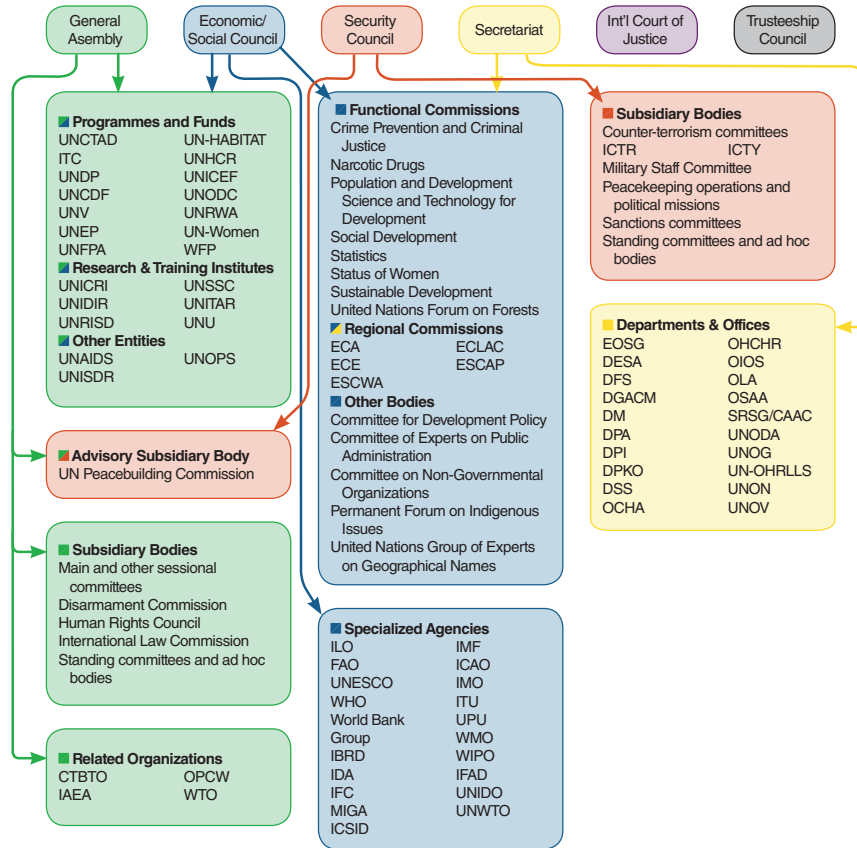 General
Asembly
Economic/
Social Council
Security
Council
Secretariat
Int'l Court of
Justice
Trusteeship
Council
Programmes and Funds
UNCTAD UN-HABITAT
ITC UNHCR
UNDP UNICEF
UNCDF UNODC
UNV UNRWA
UNEP UN-Women
UNFPA WFP
Research & Training Institutes
UNICRI UNSSC
UNIDIR UNITAR
UNRISD UNU
Other Entities
UNAIDS UNOPS
UNISDR
Advisory Subsidiary Body
UN Peacebuilding Commission
Subsidiary Bodies
Main and other sessional
committees
Disarmament Commission
Human Rights Council
International Law Commission
Standing committees and ad hoc
bodies
Related Organizations
CTBTO OPCW
IAEA WTO
Functional Commissions
Crime Prevention and Criminal
Justice
Narcotic Drugs
Population and Development
Science and Technology for
Development
Social Development
Statistics
Status of Women
Sustainable Development
United Nations Forum on Forests
Regional Commissions
ECA ECLAC
ECE ESCAP
ESCWA
Other Bodies
Committee for Development Policy
Committee of Experts on Public
Administration
Committee on Non-Governmental
Organizations
Permanent Forum on Indigenous
Issues
United Nations Group of Experts
on Geographical Names
Specialized Agencies
ILO IMF
FAO ICAO
UNESCO IMO
WHO ITU
World Bank UPU
Group WMO
IBRD WIPO
IDA IFAD
IFC UNIDO
MIGA UNWTO
ICSID
Subsidiary Bodies
Counter-terrorism committees
ICTR ICTY
Military Staff Committee
Peacekeeping operations and
political missions
Sanctions committees
Standing committees and ad hoc
bodies
Departments & Offices
EOSG OHCHR
DESA OIOS
DFS OLA
DGACM OSAA
DM SRSG/CAAC
DPA UNODA
DPI UNOG
DPKO UN-OHRLLS
DSS UNON
OCHA UNOV